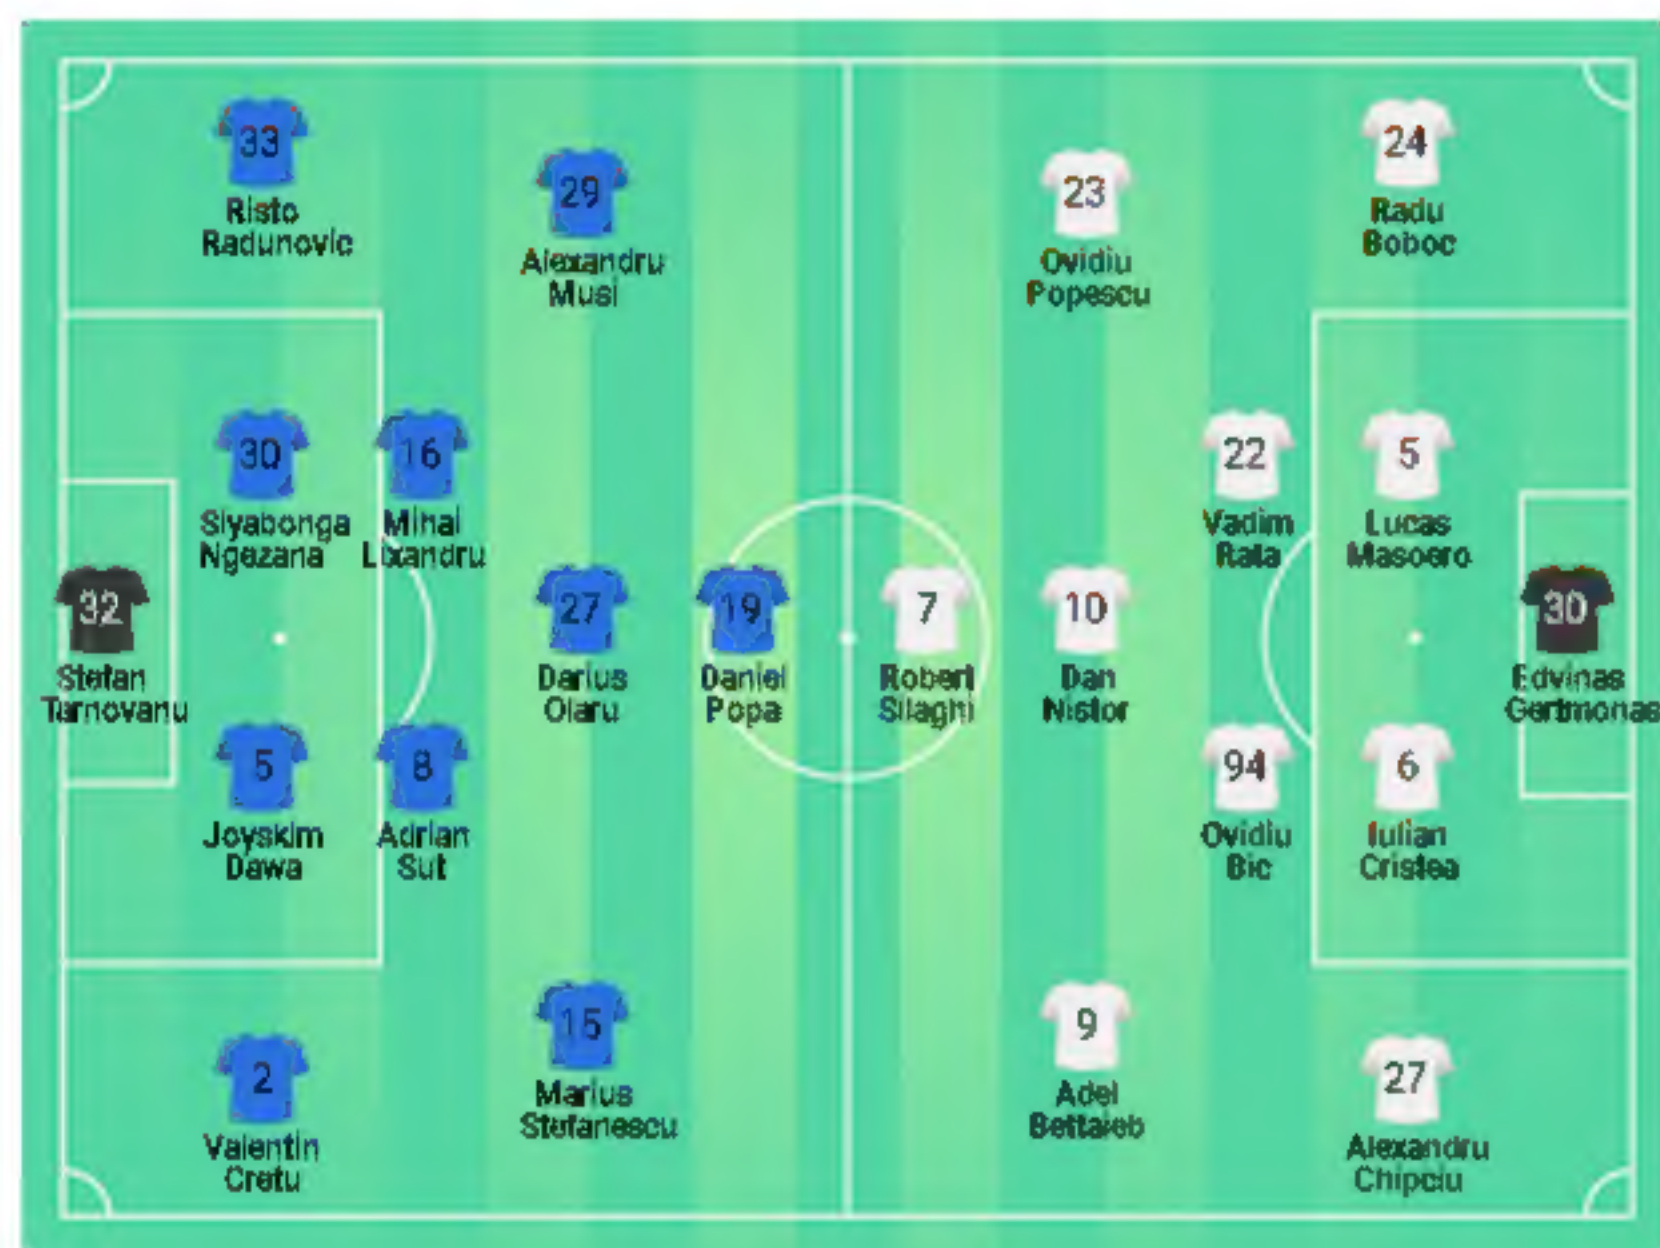 33
Risto
Radunovic
29
Alexandru
Musi
23
Ovidiu
Popescu
24
Radu
Boboc
30
Siyabonga
Ngezana
16
Mihai
Lixandru
22
Vadim
Rata
5
Lucas
Masoero
32
Stefan
Tarnovanu
27
Darius
Olaru
19
Daniel
Popa
7
Robert
Silaghi
10
Dan
Nistor
30
Edvinas
Gertmonas
5
Joyskim
Dawa
8
Adrian
Sut
94
Ovidiu
Bic
6
Iulian
Cristea
2
Valentin
Cretu
15
Marius
Stefanescu
9
Adel
Bettaieb
27
Alexandru
Chipciu